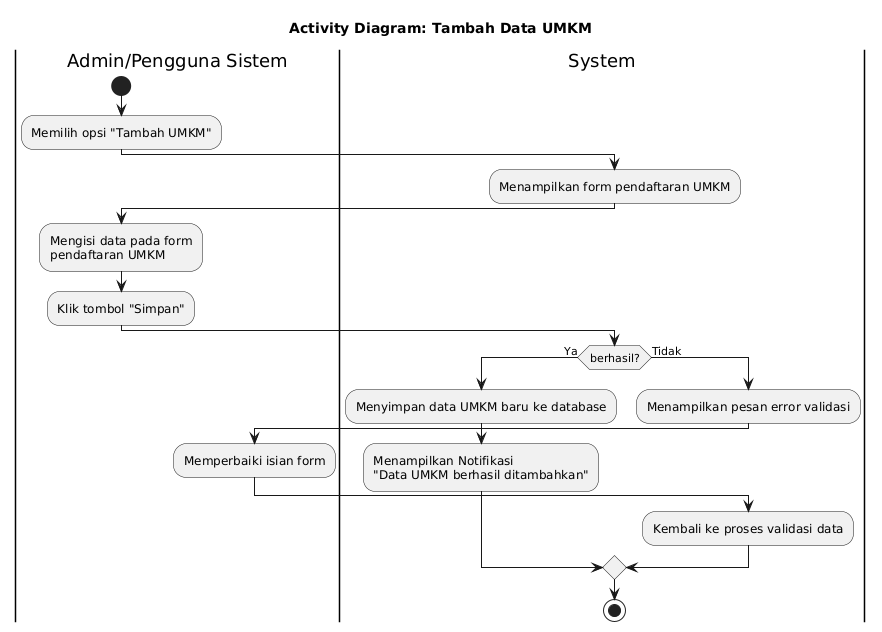 Activity Diagram: Tambah Data UMKM
Admin/Pengguna Sistem
System
Memilih opsi "Tambah UMKM"
Menampilkan form pendaftaran UMKM
Mengisi data pada form
pendaftaran UMKM
Klik tombol "Simpan"
Ya
berhasil?
Tidak
Menyimpan data UMKM baru ke database
Menampilkan pesan error validasi
Memperbaiki isian form
Menampilkan Notifikasi
"Data UMKM berhasil ditambahkan"
Kembali ke proses validasi data